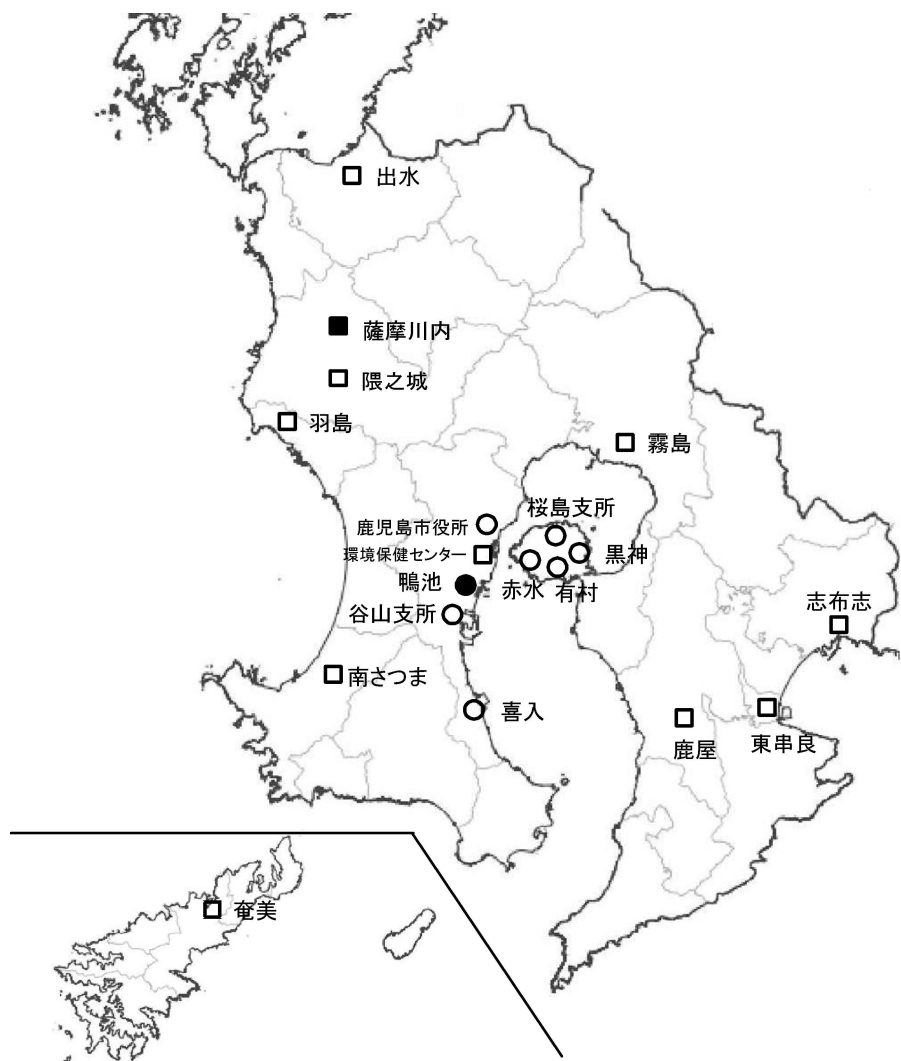 出水
薩摩川内
隈之城
羽島
霧島
桜島支所
鹿児島市役所
環境保健センター
黒神
鴨池
赤水
有村
谷山支所
志布志
南さつま
喜入
鹿屋
東串良
奄美